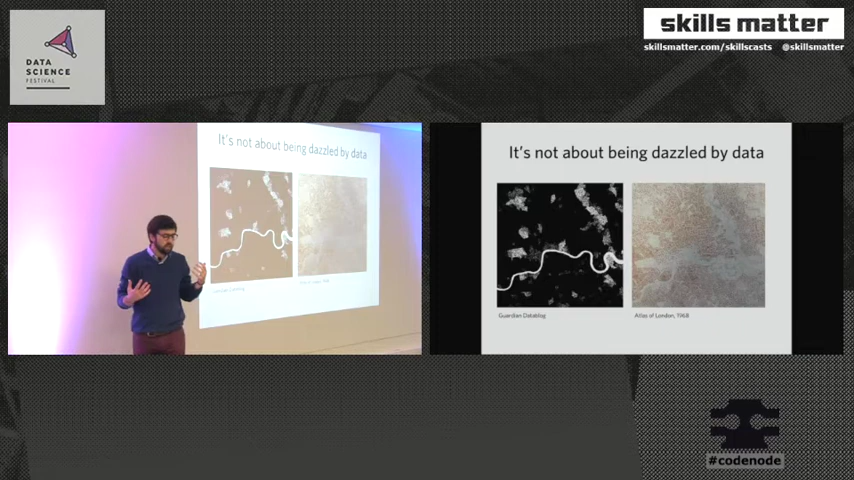 DATA
SCIENCE
FESTIVAL
skills matter
skillsmatter.com/skillscasts @skillsmatter
It's not about being dazzled by data
It's not about being dazzled by data
Guardian Datablog
Atlas of London, 1968
#codenode